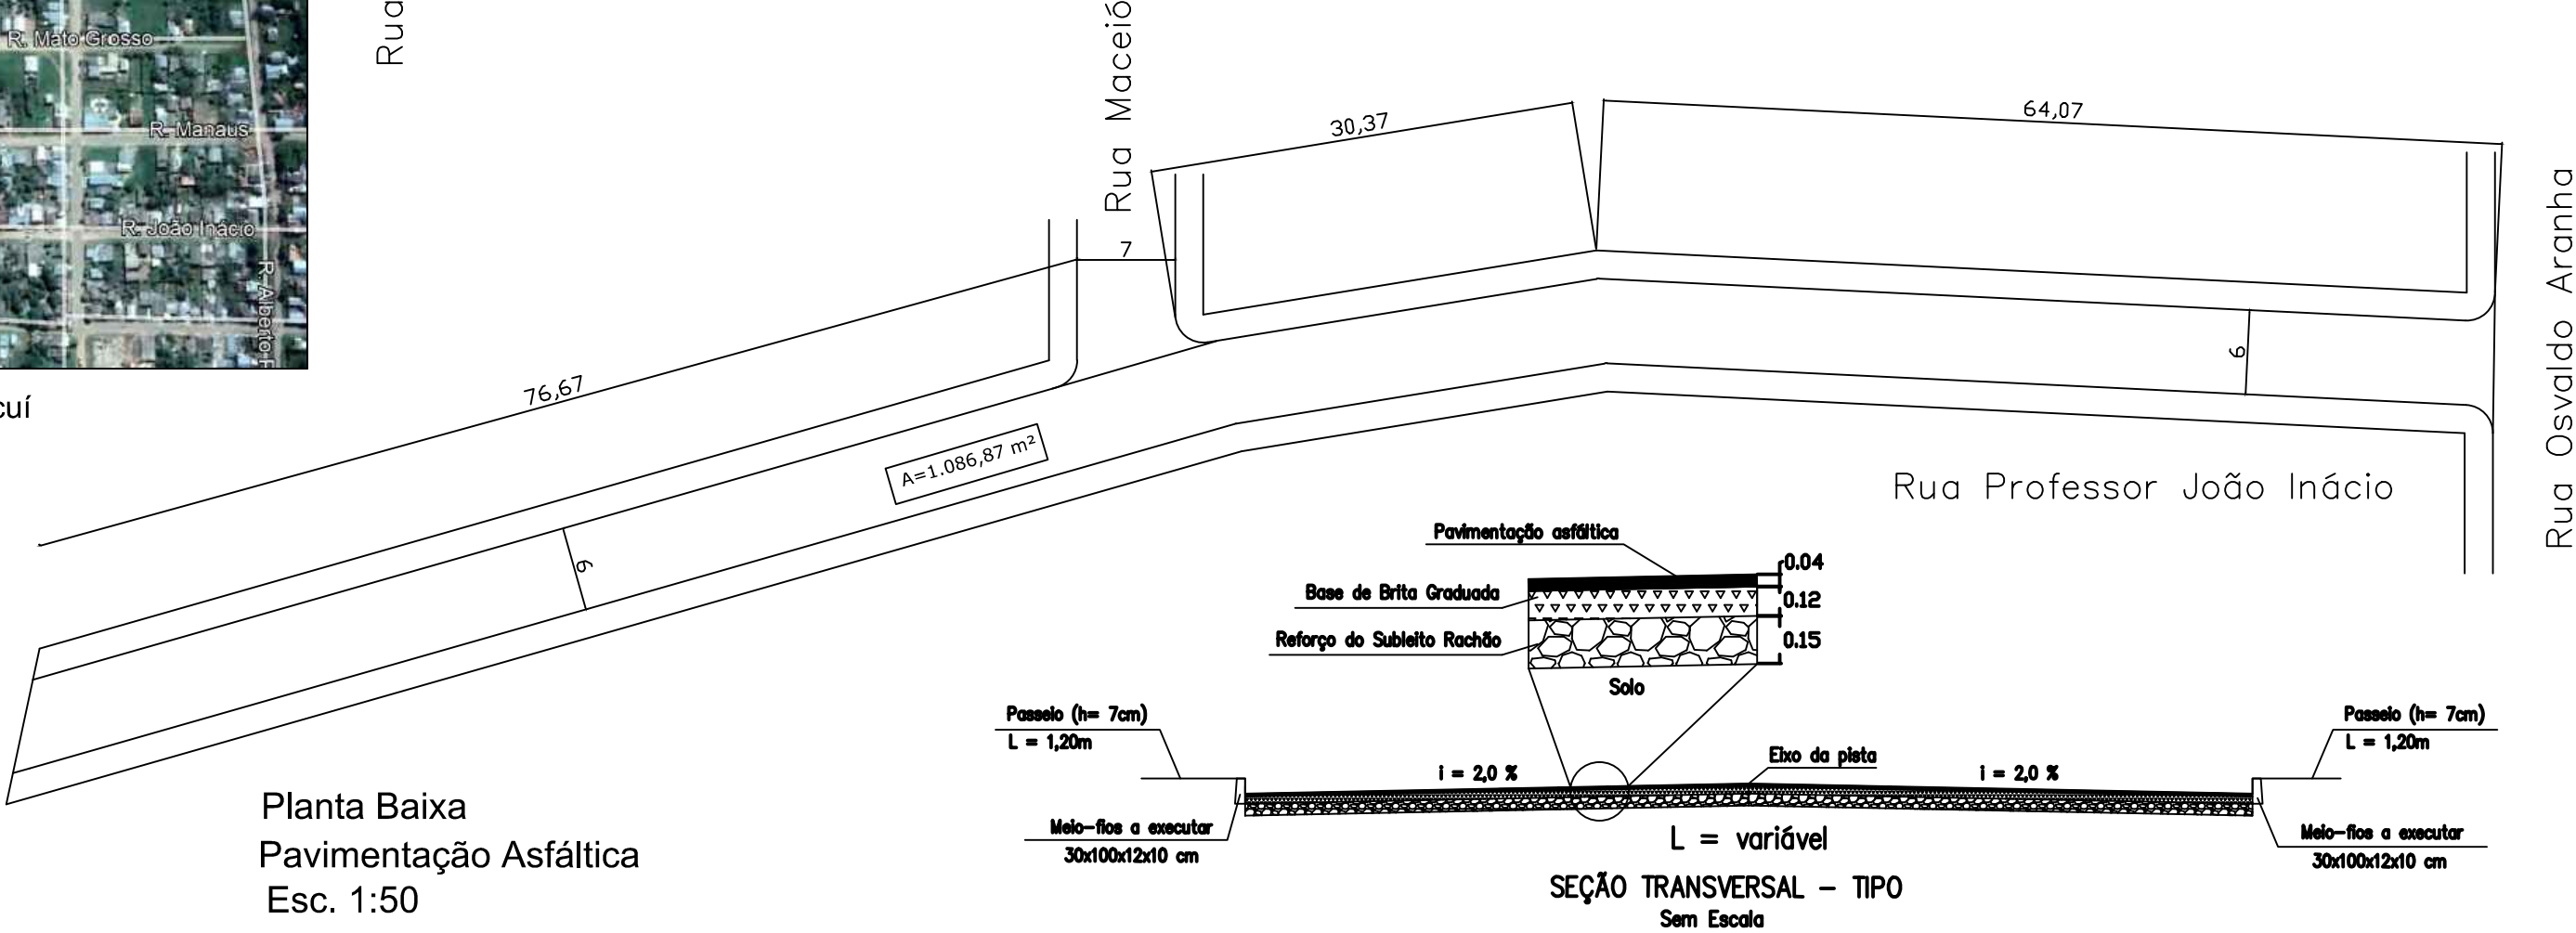 R. Mato Grosso
R. Manaus
R. João Inácio
R. Alberto
cuí
Rua
Rua Maceió
30,37
64,07
7
76,67
A=1.086,87 m²
6
6
Rua Osvaldo Aranha
Rua Professor João Inácio
Pavimentação asfáltica
0.04
Base de Brita Graduada
0.12
Reforço do Subleito Rachão
0.15
Solo
Passeio (h= 7cm)
L = 1,20m
Passeio (h= 7cm)
L = 1,20m
Eixo da pista
i = 2,0 %
i = 2,0 %
Meio-fios a executar
30x100x12x10 cm
Meio-fios a executar
30x100x12x10 cm
L = variável
SEÇÃO TRANSVERSAL - TIPO
Sem Escala
Planta Baixa
Pavimentação Asfáltica
Esc. 1:50